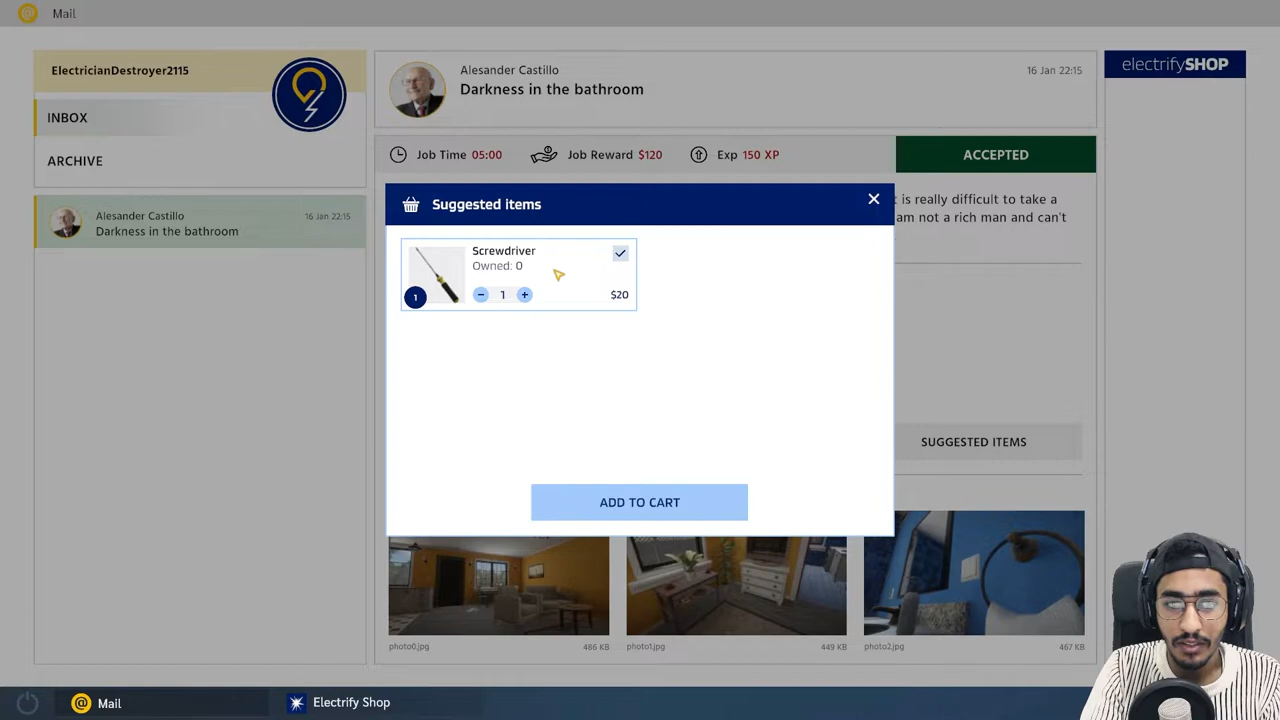 Mail
ElectricianDestroyer2115
INBOX
ARCHIVE
Alesander Castillo
16 Jan 22:15
Darkness in the bathroom
Alesander Castillo
16 Jan 22:15
Darkness in the bathroom
Job Time 05:00
Job Reward $120
Exp 150 XP
ACCEPTED
is really difficult to take a
am not a rich man and can't
Suggested items
Screwdriver
Owned: 0
1
1
$20
ADD TO CART
SUGGESTED ITEMS
photo0.jpg
486 KB
photo1.jpg
449 KB
photo2.jpg
467 KB
electrifySHOP
Mail
Electrify Shop